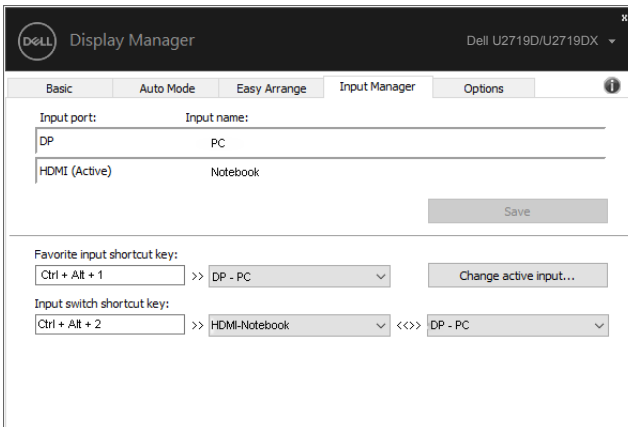 x
DELL Display Manager Dell U2719D/U2719DX
Basic Auto Mode Easy Arrange Input Manager Options i
Input port: Input name:
DP PC
HDMI (Active) Notebook
Save
Favorite input shortcut key:
Ctrl + Alt + 1 >> DP - PC Change active input...
Input switch shortcut key:
Ctrl + Alt + 2 >> HDMI-Notebook <<>> DP - PC